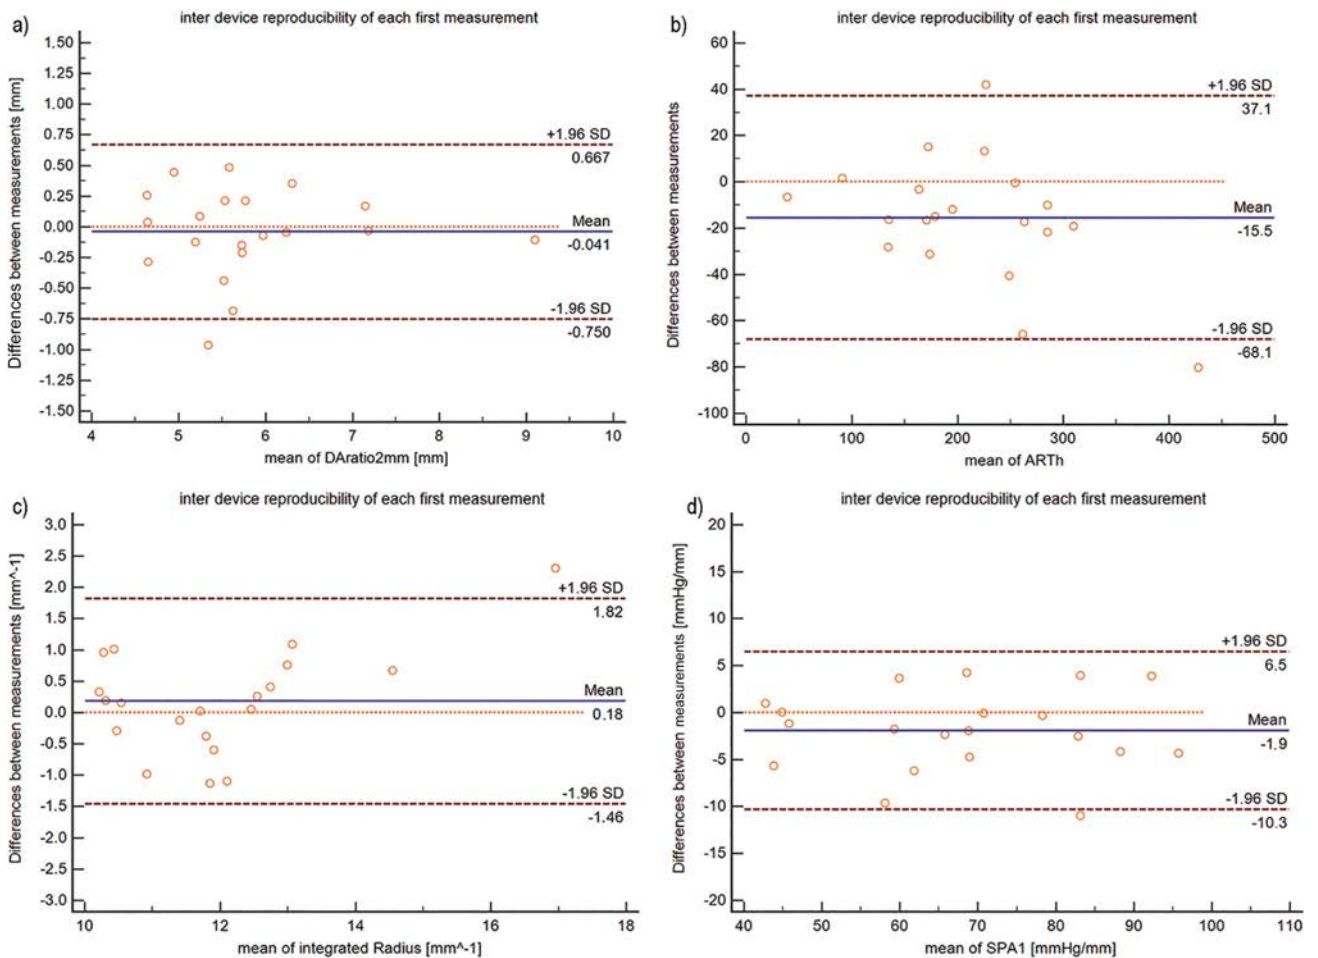 a)
inter device reproducibility of each first measurement
Differences between measurements [mm]
1.50
1.25
1.00
0.75
0.50
0.25
0.00
-0.25
-0.50
-0.75
-1.00
-1.25
-1.50
+1.96 SD
0.667
Mean
-0.041
-1.96 SD
-0.750
4 5 6 7 8 9 10
mean of DAratio2mm [mm]
b)
inter device reproducibility of each first measurement
Differences between measurements
60
40
20
0
-20
-40
-60
-80
-100
+1.96 SD
37.1
Mean
-15.5
-1.96 SD
-68.1
0 100 200 300 400 500
mean of ARTh
c)
inter device reproducibility of each first measurement
Differences between measurements [mm^-1]
3.0
2.5
2.0
1.5
1.0
0.5
0.0
-0.5
-1.0
-1.5
-2.0
-2.5
-3.0
+1.96 SD
1.82
Mean
0.18
-1.96 SD
-1.46
10 12 14 16 18
mean of integrated Radius [mm^-1]
d)
inter device reproducibility of each first measurement
Differences between measurements [mmHg/mm]
20
15
10
5
0
-5
-10
-15
-20
+1.96 SD
6.5
Mean
-1.9
-1.96 SD
-10.3
40 50 60 70 80 90 100 110
mean of SPA1 [mmHg/mm]